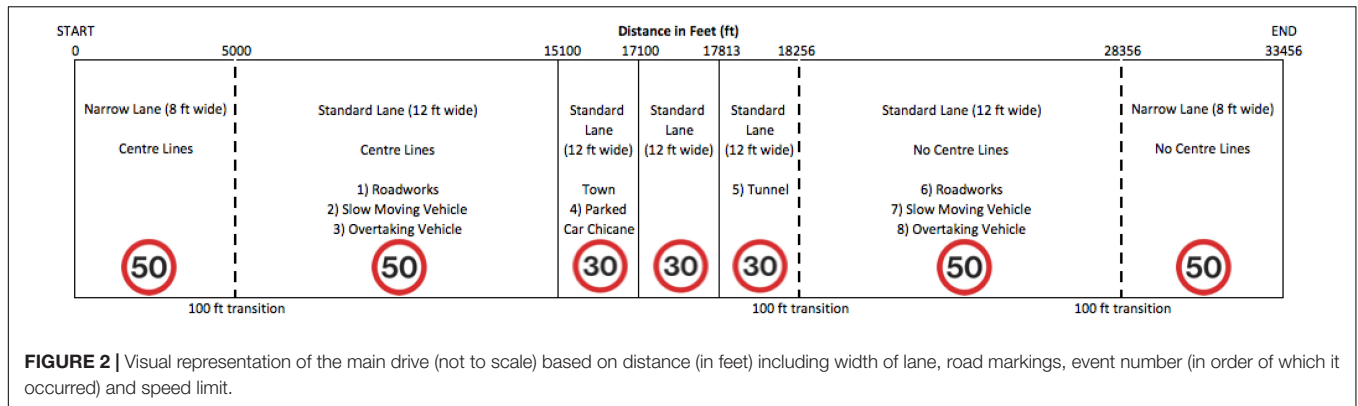 START
Distance in Feet (ft)
END
0
5000
15100
17100
17813
18256
28356
33456
Narrow Lane (8 ft wide)
Centre Lines
50
Standard Lane (12 ft wide)
Centre Lines
1) Roadworks
2) Slow Moving Vehicle
3) Overtaking Vehicle
50
Standard
Lane
(12 ft wide)
Town
4) Parked
Car Chicane
30
Standard
Lane
(12 ft wide)
30
Standard
Lane
(12 ft wide)
5) Tunnel
30
Standard Lane (12 ft wide)
No Centre Lines
6) Roadworks
7) Slow Moving Vehicle
8) Overtaking Vehicle
50
Narrow Lane (8 ft wide)
No Centre Lines
50
100 ft transition
100 ft transition
100 ft transition
FIGURE 2 | Visual representation of the main drive (not to scale) based on distance (in feet) including width of lane, road markings, event number (in order of which it
occurred) and speed limit.